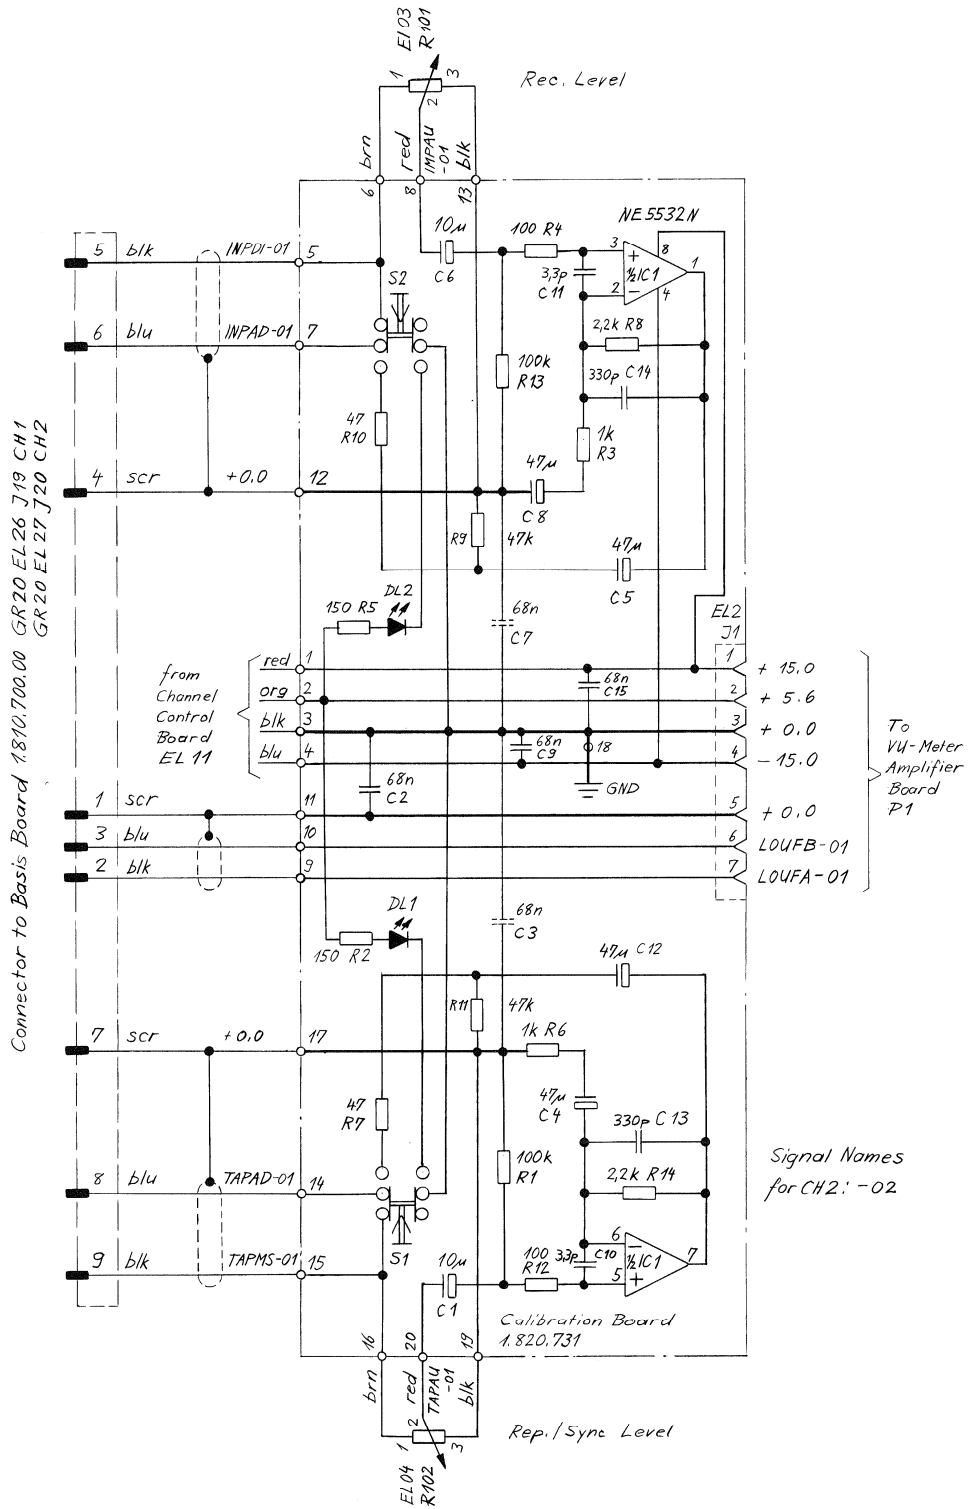 EL03
R101
1
3
2
Rec. Level
brn
red
IMPAU
-01
blk
6
8
13
NE5532N
10µ
C6
100 R4
3
8
1
+
½IC1
−
2
4
3,3p
C11
5
blk
INPDI-01
5
S2
6
blu
INPAD-01
7
2,2k R8
100k
R13
330p C14
47
R10
1k
R3
4
scr
+0.0
12
47µ
C8
R9
47k
47µ
C5
150 R5
DL2
68n
C7
EL2
J1
from
Channel
Control
Board
EL 11
red
1
68n
C15
1
+ 15.0
org
2
2
+ 5.6
blk
3
3
+ 0.0
blu
4
68n
C9
18
4
− 15.0
To
VU-Meter
Amplifier
Board
P1
68n
C2
GND
1
scr
11
5
+ 0.0
3
blu
10
6
LOUFB-01
2
blk
9
7
LOUFA-01
Connector to Basis Board 1.810.700.00 GR20 EL26 J19 CH1
GR20 EL27 J20 CH2
DL1
150 R2
68n
C3
47µ C12
R11
47k
7
scr
+0.0
17
1k R6
47
R7
47µ
C4
330p C13
100k
R1
2,2k R14
Signal Names
for CH2: -02
8
blu
TAPAD-01
14
S1
9
blk
TAPMS-01
15
10µ
C1
100
R12
3,3p
C10
6
−
½IC1
7
5
+
Calibration Board
1.820.731
16
20
19
brn
red
TAPAU
-01
blk
1
2
3
Rep./Sync Level
EL04
R102